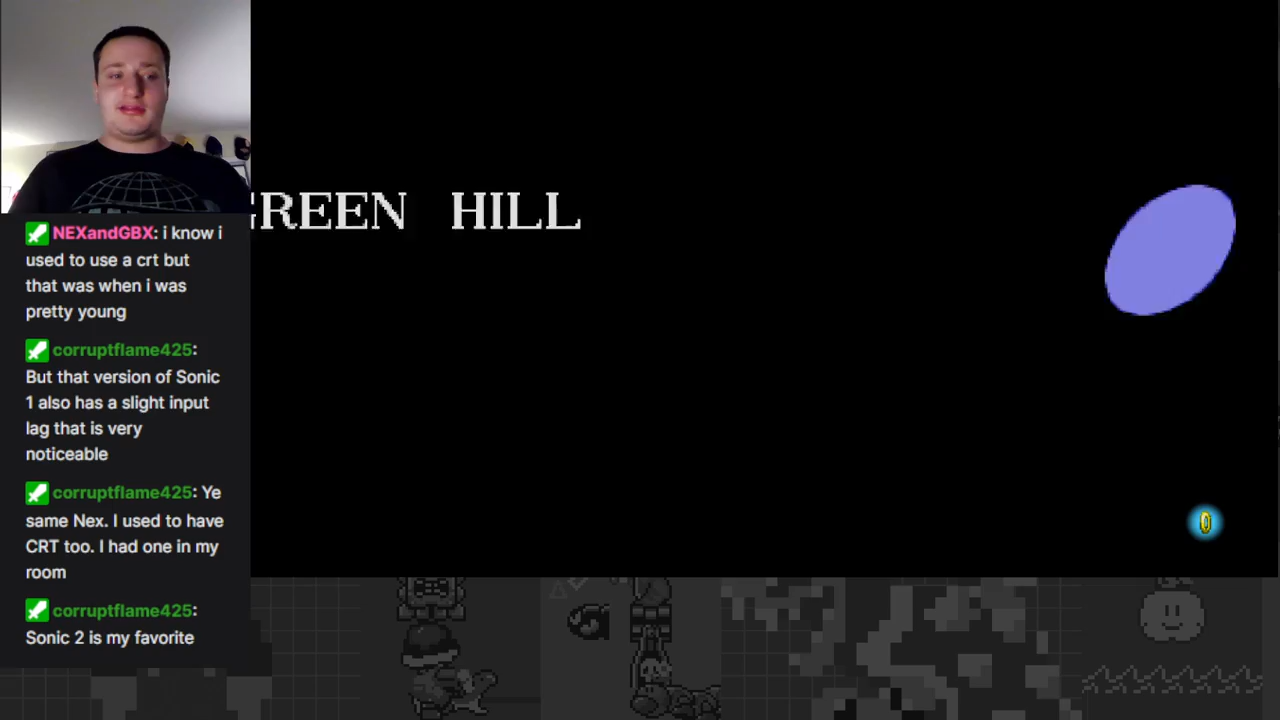 GREEN HILL
NEXandGBX: i know i
used to use a crt but
that was when i was
pretty young
corruptflame425:
But that version of Sonic
1 also has a slight input
lag that is very
noticeable
corruptflame425: Ye
same Nex. I used to have
CRT too. I had one in my
room
corruptflame425:
Sonic 2 is my favorite